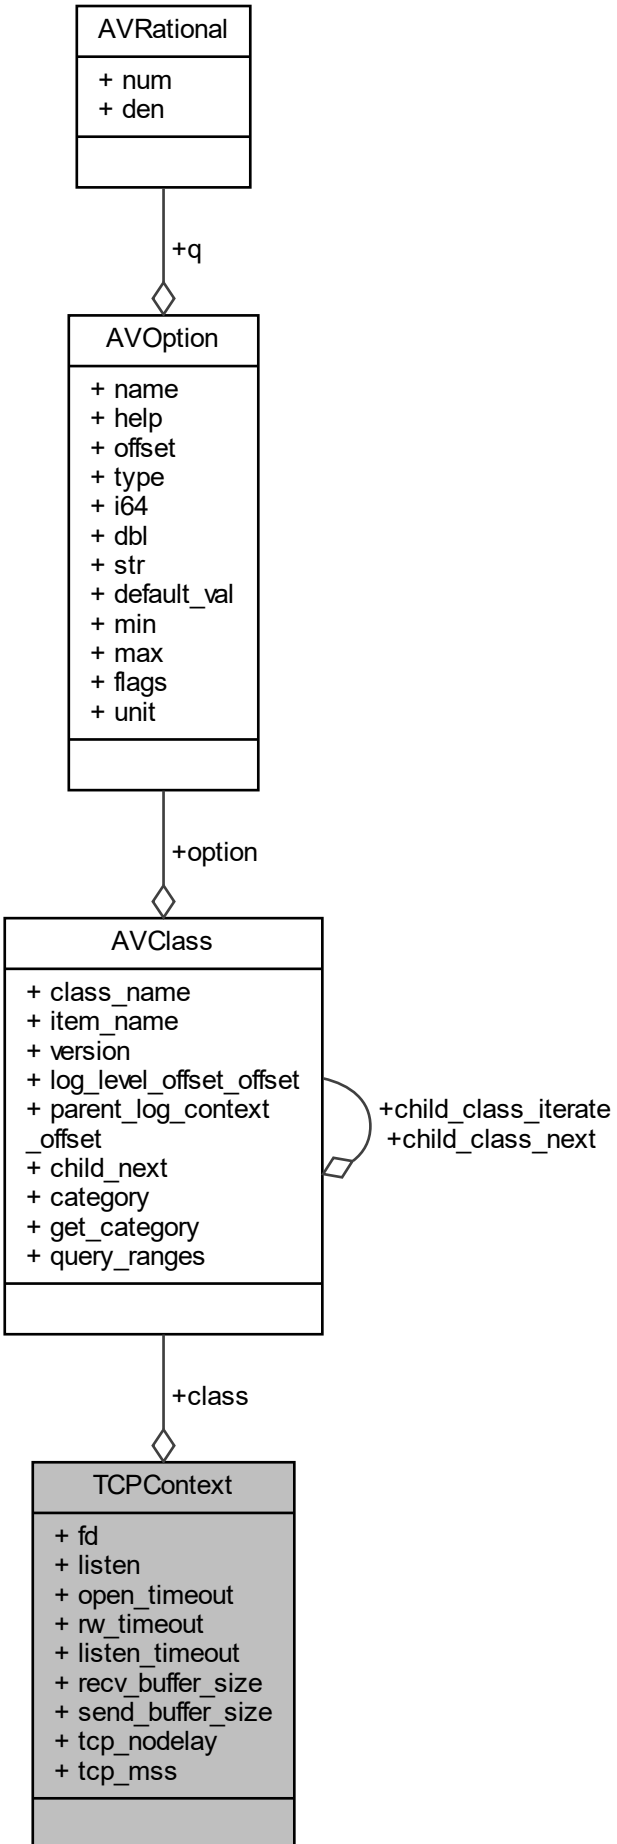 AVRational
+ num
+ den
+q
AVOption
+ name
+ help
+ offset
+ type
+ i64
+ dbl
+ str
+ default_val
+ min
+ max
+ flags
+ unit
+option
AVClass
+ class_name
+ item_name
+ version
+ log_level_offset_offset
+ parent_log_context
_offset
+ child_next
+ category
+ get_category
+ query_ranges
+child_class_iterate
+child_class_next
+class
TCPContext
+ fd
+ listen
+ open_timeout
+ rw_timeout
+ listen_timeout
+ recv_buffer_size
+ send_buffer_size
+ tcp_nodelay
+ tcp_mss